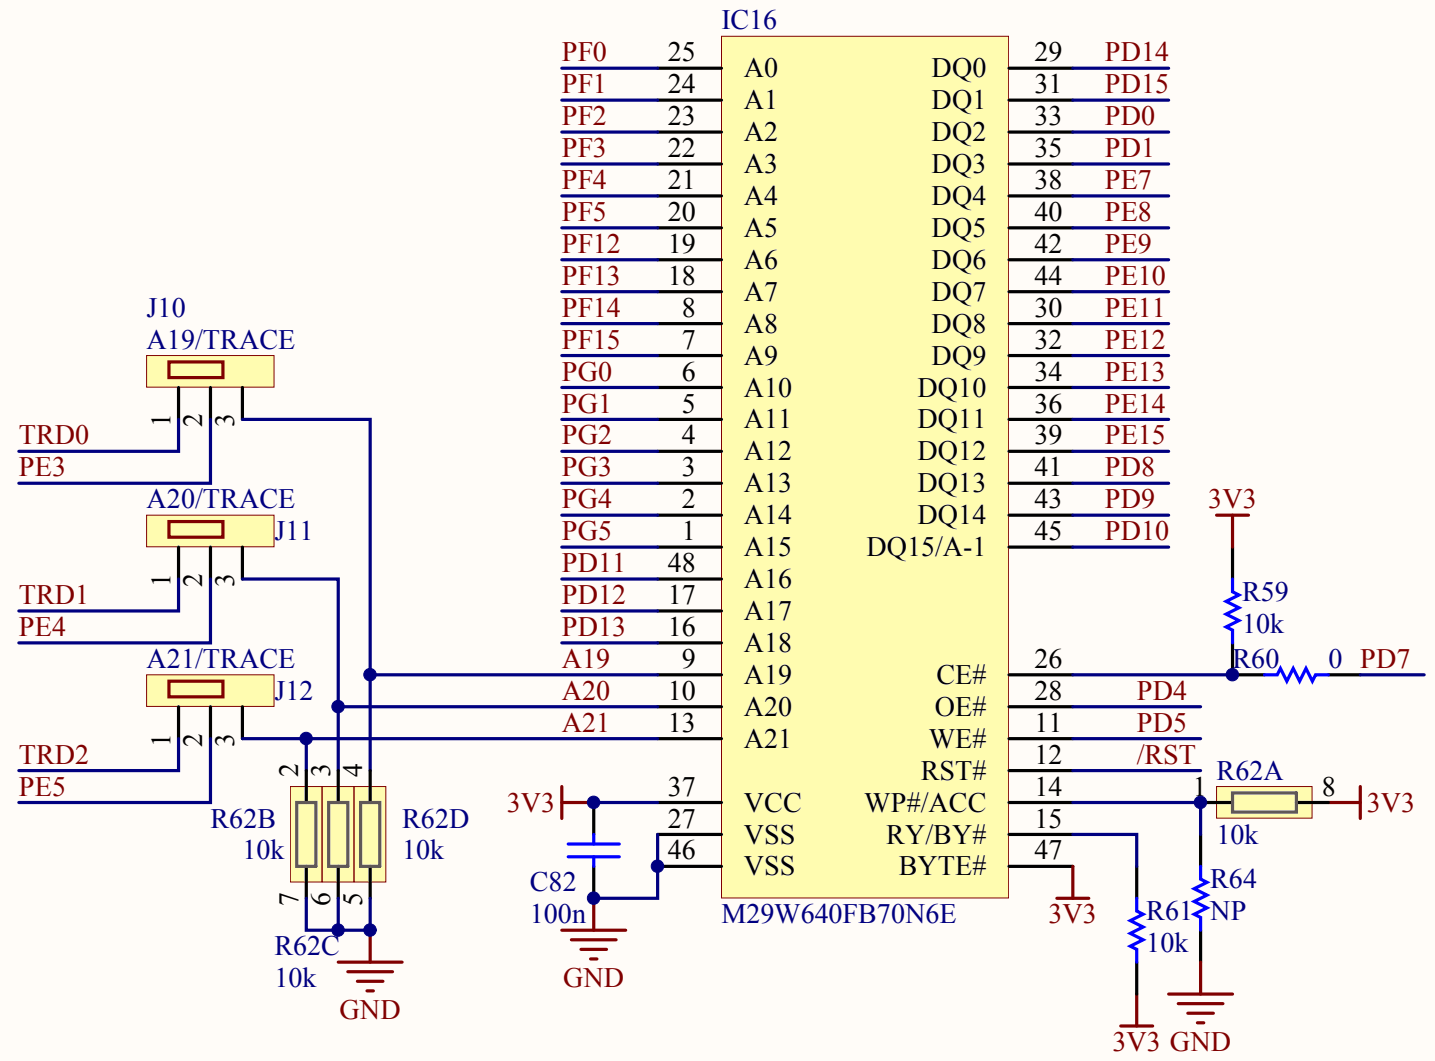 IC16
PF0 25 A0 DQ0 29 PD14
PF1 24 A1 DQ1 31 PD15
PF2 23 A2 DQ2 33 PD0
PF3 22 A3 DQ3 35 PD1
PF4 21 A4 DQ4 38 PE7
PF5 20 A5 DQ5 40 PE8
PF12 19 A6 DQ6 42 PE9
PF13 18 A7 DQ7 44 PE10
PF14 8 A8 DQ8 30 PE11
PF15 7 A9 DQ9 32 PE12
PG0 6 A10 DQ10 34 PE13
PG1 5 A11 DQ11 36 PE14
PG2 4 A12 DQ12 39 PE15
PG3 3 A13 DQ13 41 PD8
PG4 2 A14 DQ14 43 PD9
PG5 1 A15 DQ15/A-1 45 PD10
PD11 48 A16
PD12 17 A17
PD13 16 A18
A19 9 A19 CE# 26
A20 10 A20 OE# 28 PD4
A21 13 A21 WE# 11 PD5
RST# 12 /RST
37 VCC WP#/ACC 14
27 VSS RY/BY# 15
46 VSS BYTE# 47
M29W640FB70N6E
J10
A19/TRACE
1 2 3
TRD0
PE3
A20/TRACE
J11
1 2 3
TRD1
PE4
A21/TRACE
J12
1 2 3
TRD2
PE5
2 3 4
R62B
10k
R62D
10k
7 6 5
R62C
10k
GND
3V3
C82
100n
GND
3V3
R59
10k
R60 0 PD7
R62A
1 8 3V3
10k
R64
NP
3V3
R61
10k
3V3 GND